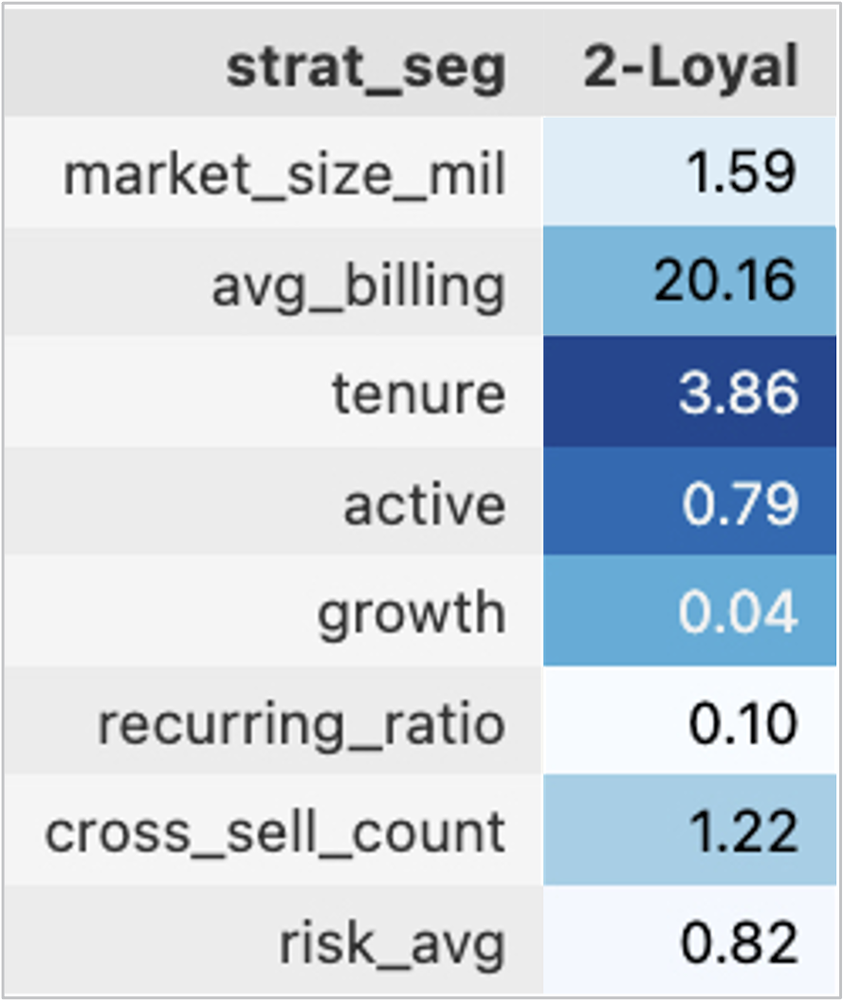 strat_seg 2-Loyal
market_size_mil 1.59
avg_billing 20.16
tenure 3.86
active 0.79
growth 0.04
recurring_ratio 0.10
cross_sell_count 1.22
risk_avg 0.82